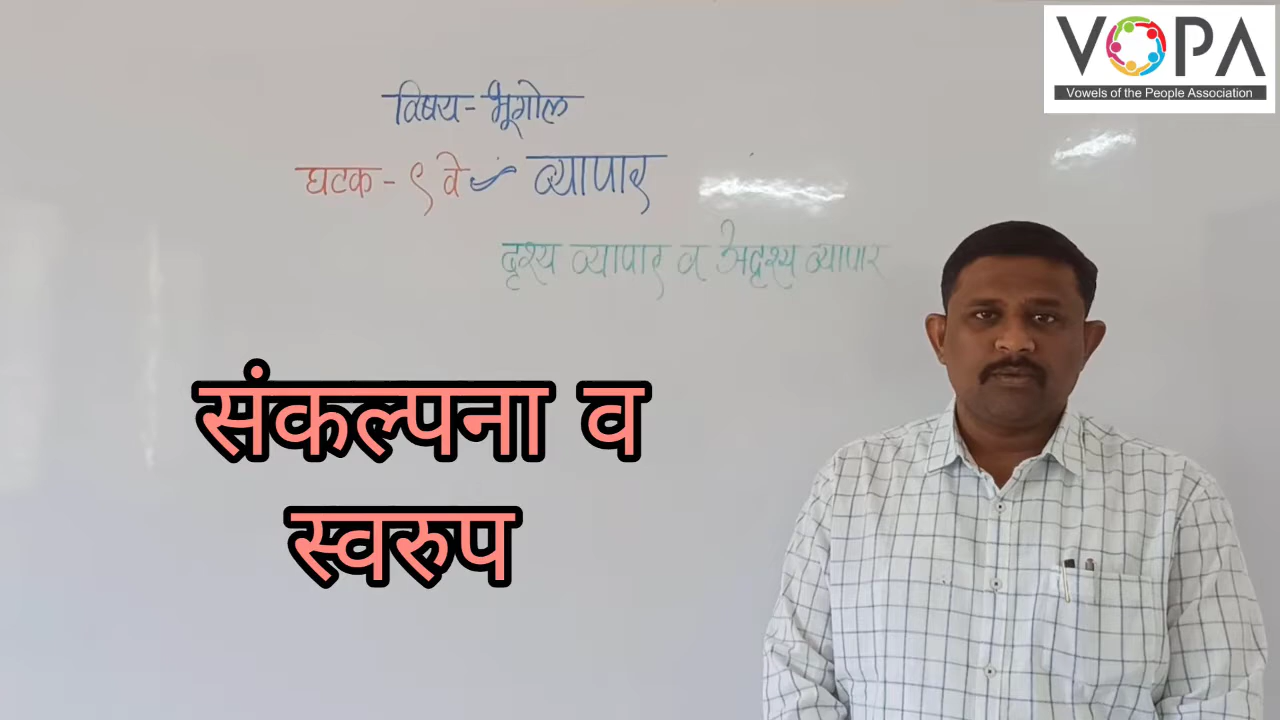 VOPA
Vowels of the People Association
विषय - भूगोल
घटक - ९ वे व्यापार
दृश्य व्यापार व अदृश्य व्यापार
संकल्पना व
स्वरुप